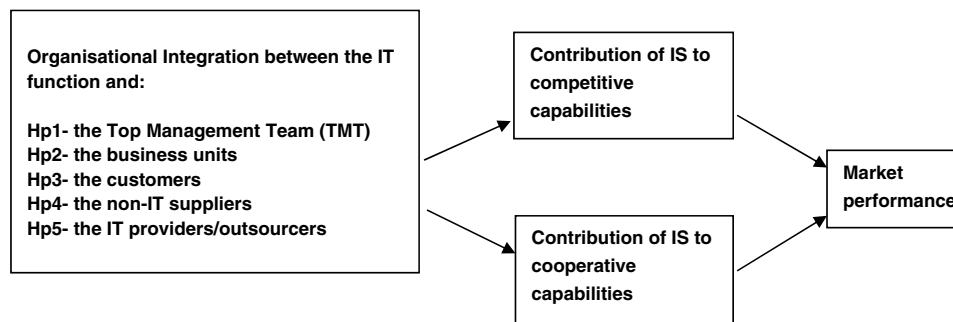 Organisational Integration between the IT
function and:
Hp1- the Top Management Team (TMT)
Hp2- the business units
Hp3- the customers
Hp4- the non-IT suppliers
Hp5- the IT providers/outsourcers
Contribution of IS to
competitive
capabilities
Contribution of IS to
cooperative
capabilities
Market
performance